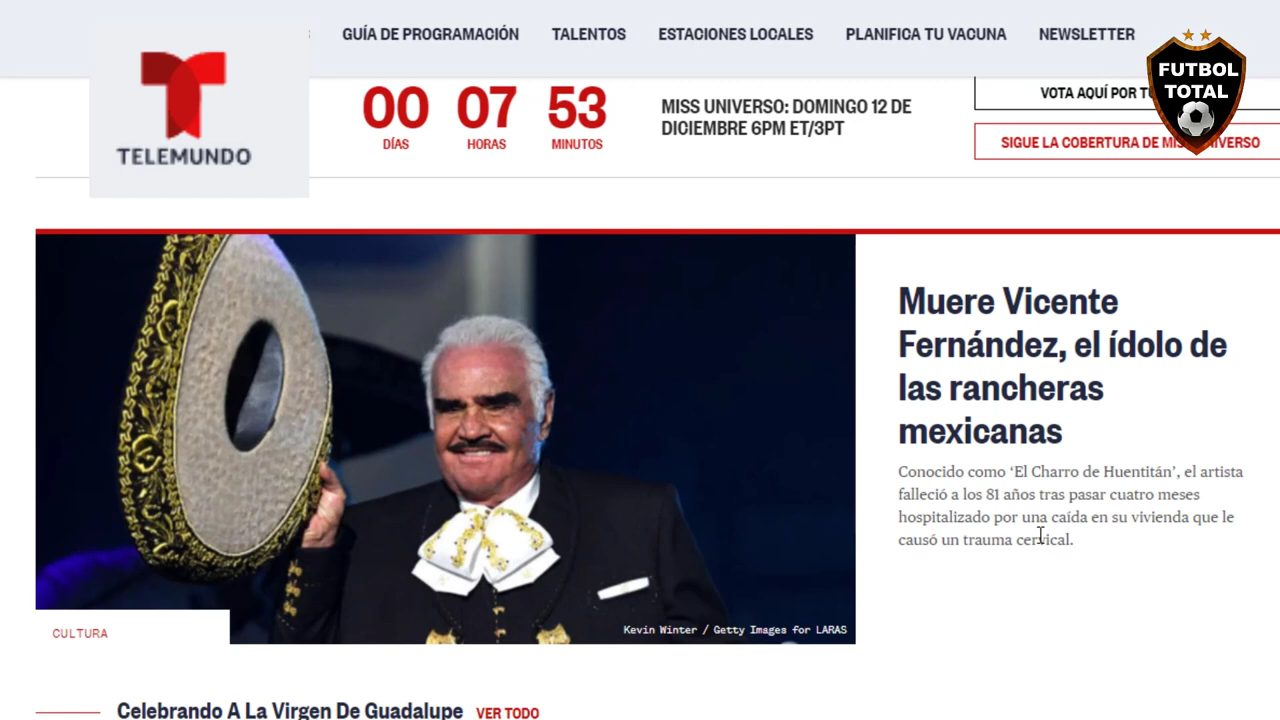 GUÍA DE PROGRAMACIÓN TALENTOS ESTACIONES LOCALES PLANIFICA TU VACUNA NEWSLETTER
FUTBOL
TOTAL
TELEMUNDO
00 07 53
DÍAS HORAS MINUTOS
MISS UNIVERSO: DOMINGO 12 DE
DICIEMBRE 6PM ET/3PT
VOTA AQUÍ POR
SIGUE LA COBERTURA DE
Muere Vicente
Fernández, el ídolo de
las rancheras
mexicanas
Conocido como ‘El Charro de Huentitán’, el artista
falleció a los 81 años tras pasar cuatro meses
hospitalizado por una caída en su vivienda que le
causó un trauma cervical.
Kevin Winter / Getty Images for LARAS
CULTURA
Celebrando A La Virgen De Guadalupe VER TODO